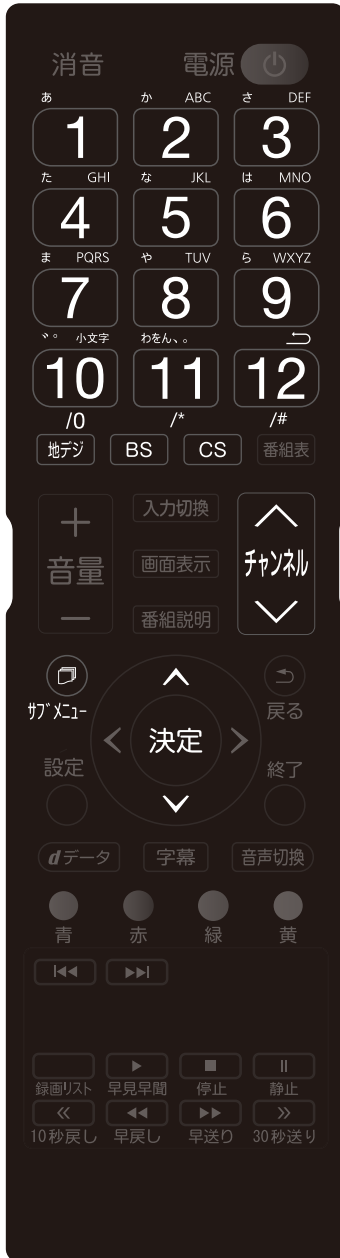 消音 電源
あ か ABC さ DEF
1 2 3
た GHI な JKL は MNO
4 5 6
ま PQRS や TUV ら WXYZ
7 8 9
゛゜ 小文字 わをん、。
10 11 12
/0 /* /#
地デジ BS CS 番組表
+ 入力切換
音量 画面表示 チャンネル
− 番組説明
サブメニュー 戻る
決定
設定 終了
dデータ 字幕 音声切換
青 赤 緑 黄
録画リスト 早見早聞 停止 静止
10秒戻し 早戻し 早送り 30秒送り